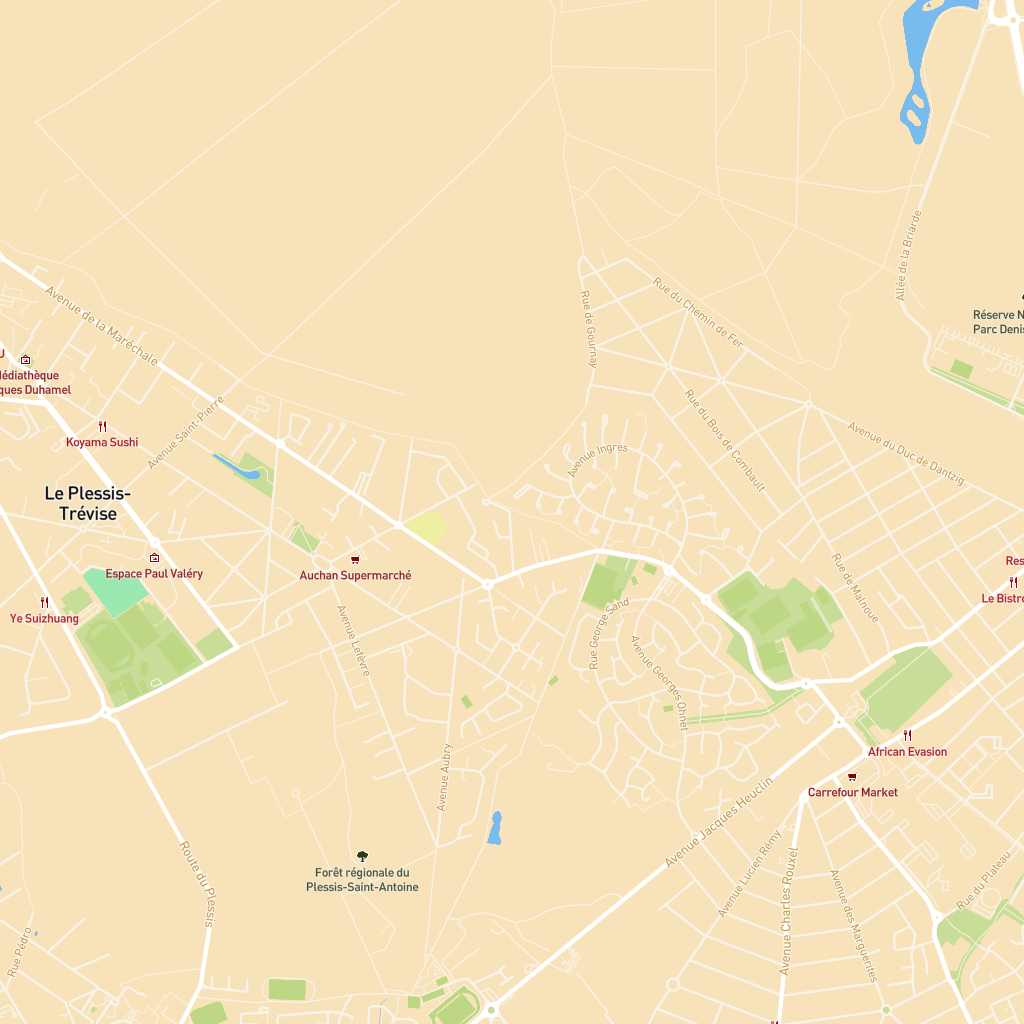 Allée de la Briarde
Rue de Gournay
Rue du Chemin de Fer
Réserve N
Parc Denis
Avenue de la Maréchale
U
Médiathèque
ques Duhamel
Avenue Saint-Pierre
Koyama Sushi
Rue du Bois de Combault
Avenue du Duc de Dantzig
Avenue Ingres
Le Plessis-
Trévise
Espace Paul Valéry
Auchan Supermarché
Rue de Malnoue
Res
Le Bistro
Ye Suizhuang
Avenue Lefèvre
Rue George Sand
Avenue Georges Ohnet
African Evasion
Carrefour Market
Avenue Aubry
Avenue Jacques Heuclin
Forêt régionale du
Plessis-Saint-Antoine
Route du Plessis
Avenue Lucien Rémy
Avenue Charles Rouxel
Avenue des Marguerites
Rue du Plateau
Rue Pédro